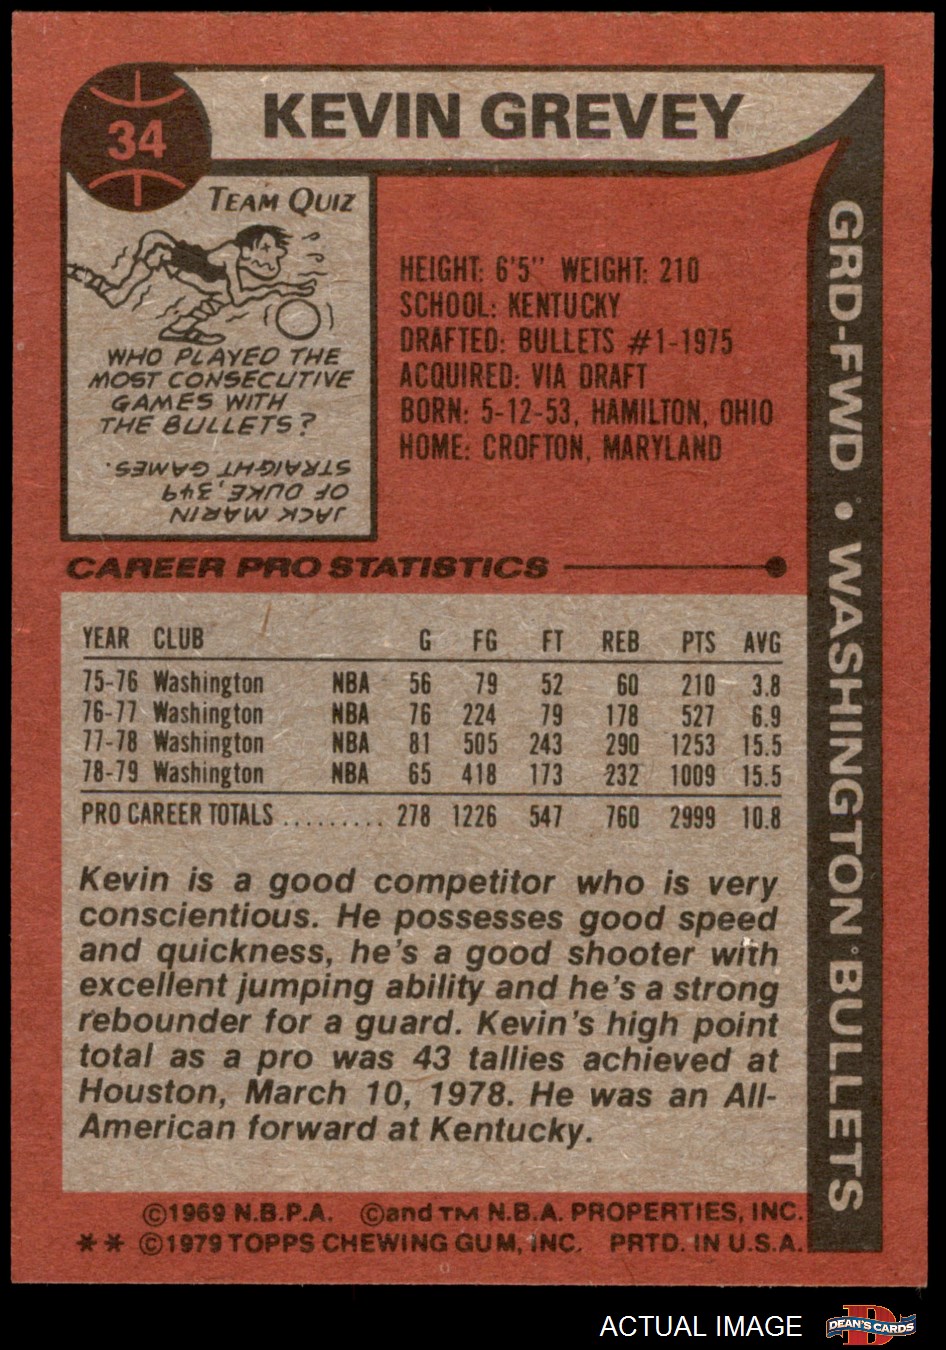 34
KEVIN GREVEY
TEAM QUIZ
WHO PLAYED THE
MOST CONSECUTIVE
GAMES WITH
THE BULLETS?
JACK MARIN
OF DUKE, 349
STRAIGHT GAMES.
HEIGHT: 6'5" WEIGHT: 210
SCHOOL: KENTUCKY
DRAFTED: BULLETS #1-1975
ACQUIRED: VIA DRAFT
BORN: 5-12-53, HAMILTON, OHIO
HOME: CROFTON, MARYLAND
GRD-FWD • WASHINGTON BULLETS
CAREER PRO STATISTICS
YEAR CLUB G FG FT REB PTS AVG
75-76 Washington NBA 56 79 52 60 210 3.8
76-77 Washington NBA 76 224 79 178 527 6.9
77-78 Washington NBA 81 505 243 290 1253 15.5
78-79 Washington NBA 65 418 173 232 1009 15.5
PRO CAREER TOTALS ......... 278 1226 547 760 2999 10.8
Kevin is a good competitor who is very
conscientious. He possesses good speed
and quickness, he's a good shooter with
excellent jumping ability and he's a strong
rebounder for a guard. Kevin's high point
total as a pro was 43 tallies achieved at
Houston, March 10, 1978. He was an All-
American forward at Kentucky.
©1969 N.B.P.A. ©and TM N.B.A. PROPERTIES, INC.
** ©1979 TOPPS CHEWING GUM, INC. PRTD. IN U.S.A.
ACTUAL IMAGE
D
DEAN'S CARDS